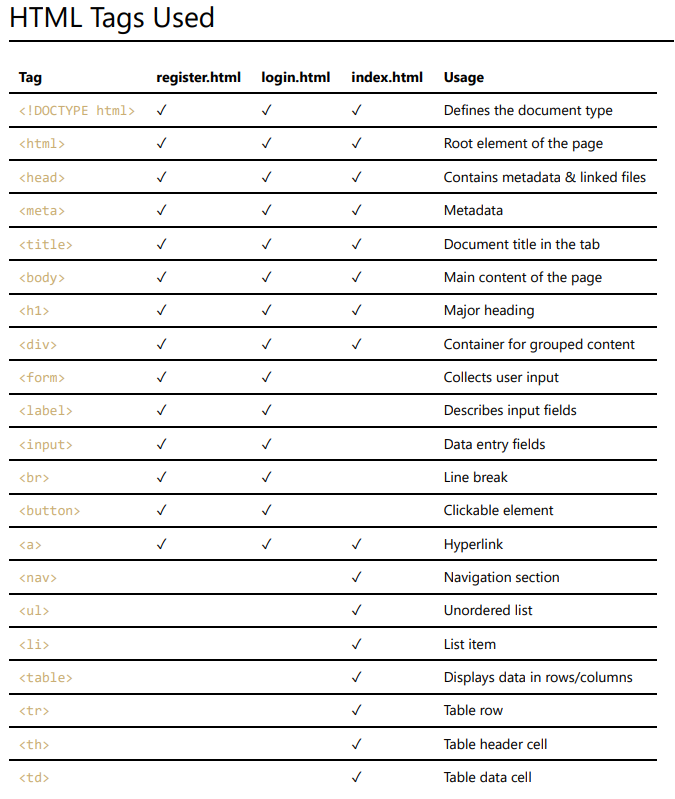 HTML Tags Used
Tag register.html login.html index.html Usage
<!DOCTYPE html> ✓ ✓ ✓ Defines the document type
<html> ✓ ✓ ✓ Root element of the page
<head> ✓ ✓ ✓ Contains metadata & linked files
<meta> ✓ ✓ ✓ Metadata
<title> ✓ ✓ ✓ Document title in the tab
<body> ✓ ✓ ✓ Main content of the page
<h1> ✓ ✓ ✓ Major heading
<div> ✓ ✓ ✓ Container for grouped content
<form> ✓ ✓ Collects user input
<label> ✓ ✓ Describes input fields
<input> ✓ ✓ Data entry fields
<br> ✓ ✓ Line break
<button> ✓ ✓ Clickable element
<a> ✓ ✓ ✓ Hyperlink
<nav> ✓ Navigation section
<ul> ✓ Unordered list
<li> ✓ List item
<table> ✓ Displays data in rows/columns
<tr> ✓ Table row
<th> ✓ Table header cell
<td> ✓ Table data cell